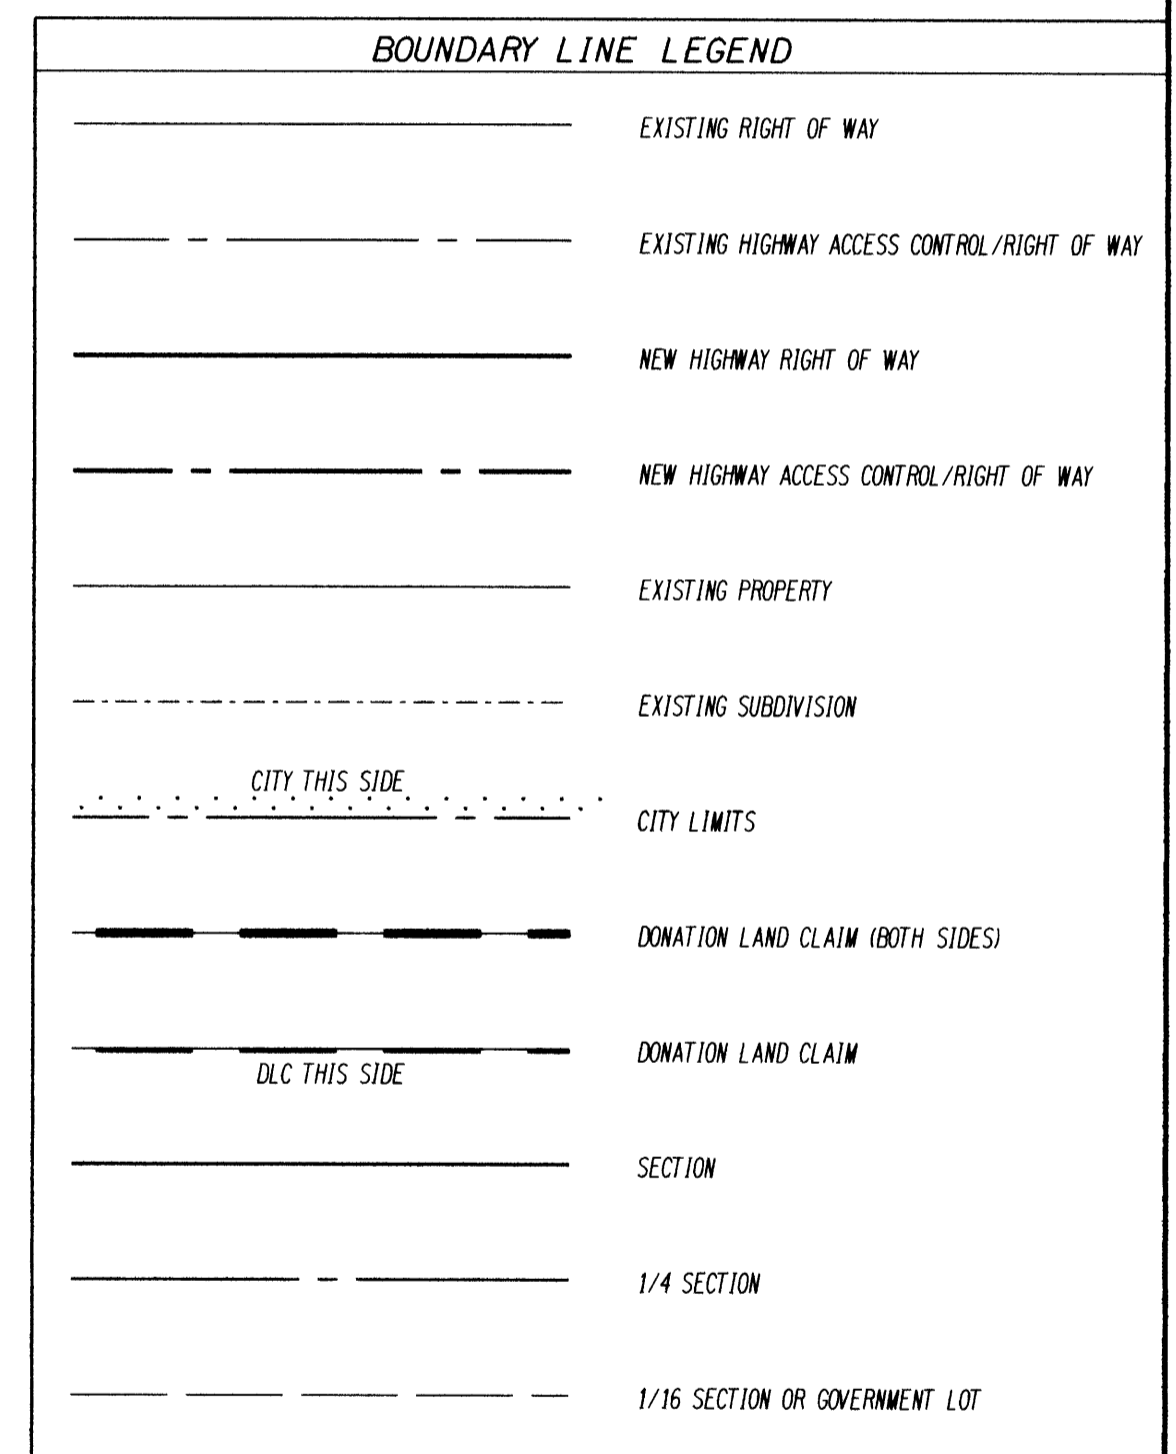 BOUNDARY LINE LEGEND
EXISTING RIGHT OF WAY
EXISTING HIGHWAY ACCESS CONTROL/RIGHT OF WAY
NEW HIGHWAY RIGHT OF WAY
NEW HIGHWAY ACCESS CONTROL/RIGHT OF WAY
EXISTING PROPERTY
EXISTING SUBDIVISION
CITY THIS SIDE
CITY LIMITS
DONATION LAND CLAIM (BOTH SIDES)
DONATION LAND CLAIM
DLC THIS SIDE
SECTION
1/4 SECTION
1/16 SECTION OR GOVERNMENT LOT